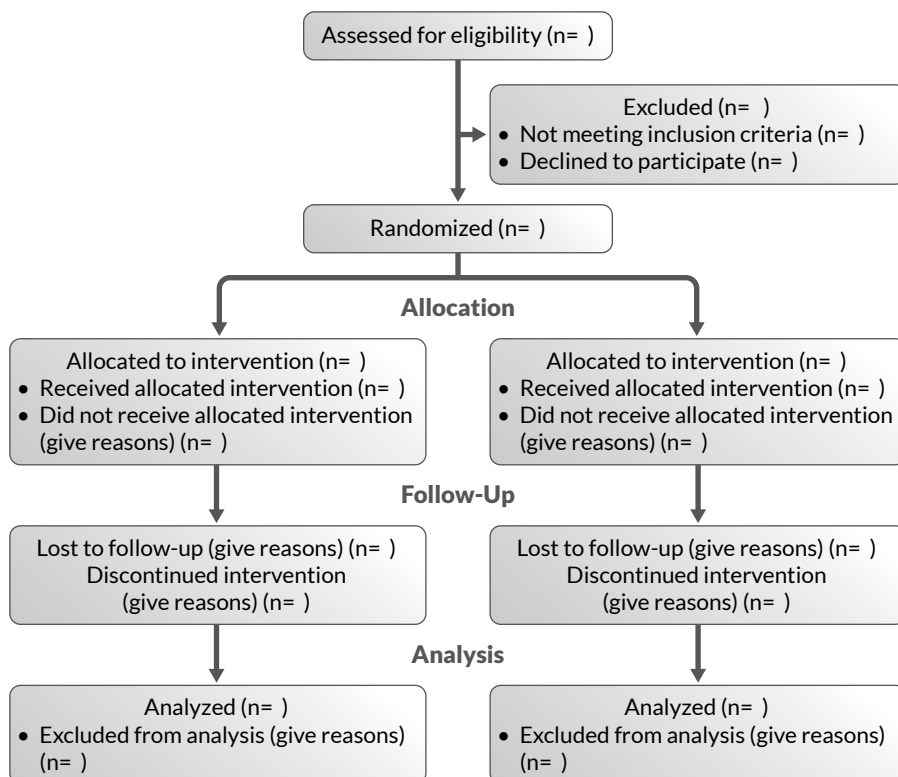 Assessed for eligibility (n= )
Excluded (n= )
• Not meeting inclusion criteria (n= )
• Declined to participate (n= )
Randomized (n= )
Allocation
Allocated to intervention (n= )
• Received allocated intervention (n= )
• Did not receive allocated intervention
(give reasons) (n= )
Allocated to intervention (n= )
• Received allocated intervention (n= )
• Did not receive allocated intervention
(give reasons) (n= )
Follow-Up
Lost to follow-up (give reasons) (n= )
Discontinued intervention
(give reasons) (n= )
Lost to follow-up (give reasons) (n= )
Discontinued intervention
(give reasons) (n= )
Analysis
Analyzed (n= )
• Excluded from analysis (give reasons)
(n= )
Analyzed (n= )
• Excluded from analysis (give reasons)
(n= )